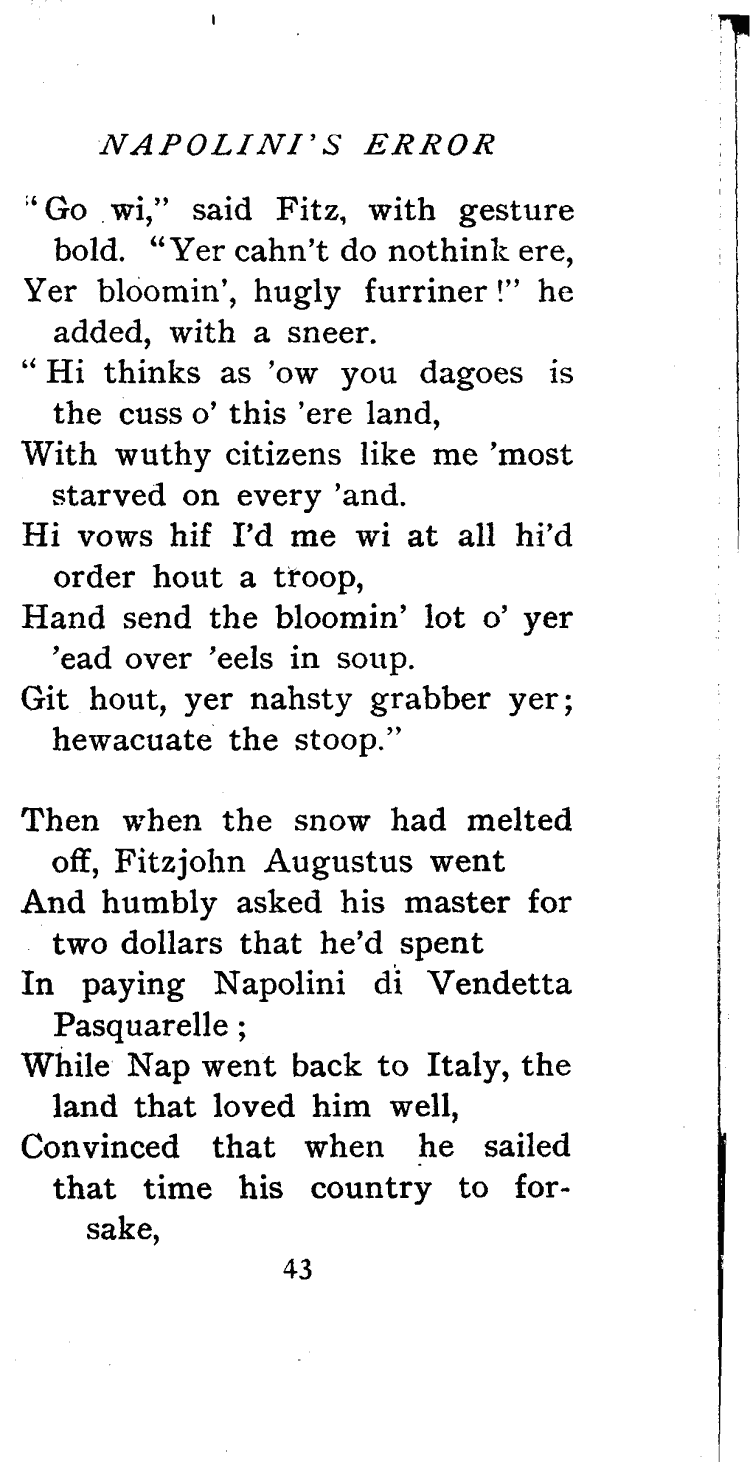 NAPOLINI'S ERROR
“Go wi,” said Fitz, with gesture
bold. “Yer cahn't do nothink ere,
Yer bloomin', hugly furriner!” he
added, with a sneer.
“Hi thinks as 'ow you dagoes is
the cuss o' this 'ere land,
With wuthy citizens like me 'most
starved on every 'and.
Hi vows hif I'd me wi at all hi'd
order hout a troop,
Hand send the bloomin' lot o' yer
'ead over 'eels in soup.
Git hout, yer nahsty grabber yer;
hewacuate the stoop.”
Then when the snow had melted
off, Fitzjohn Augustus went
And humbly asked his master for
two dollars that he'd spent
In paying Napolini di Vendetta
Pasquarelle;
While Nap went back to Italy, the
land that loved him well,
Convinced that when he sailed
that time his country to for-
sake,
43